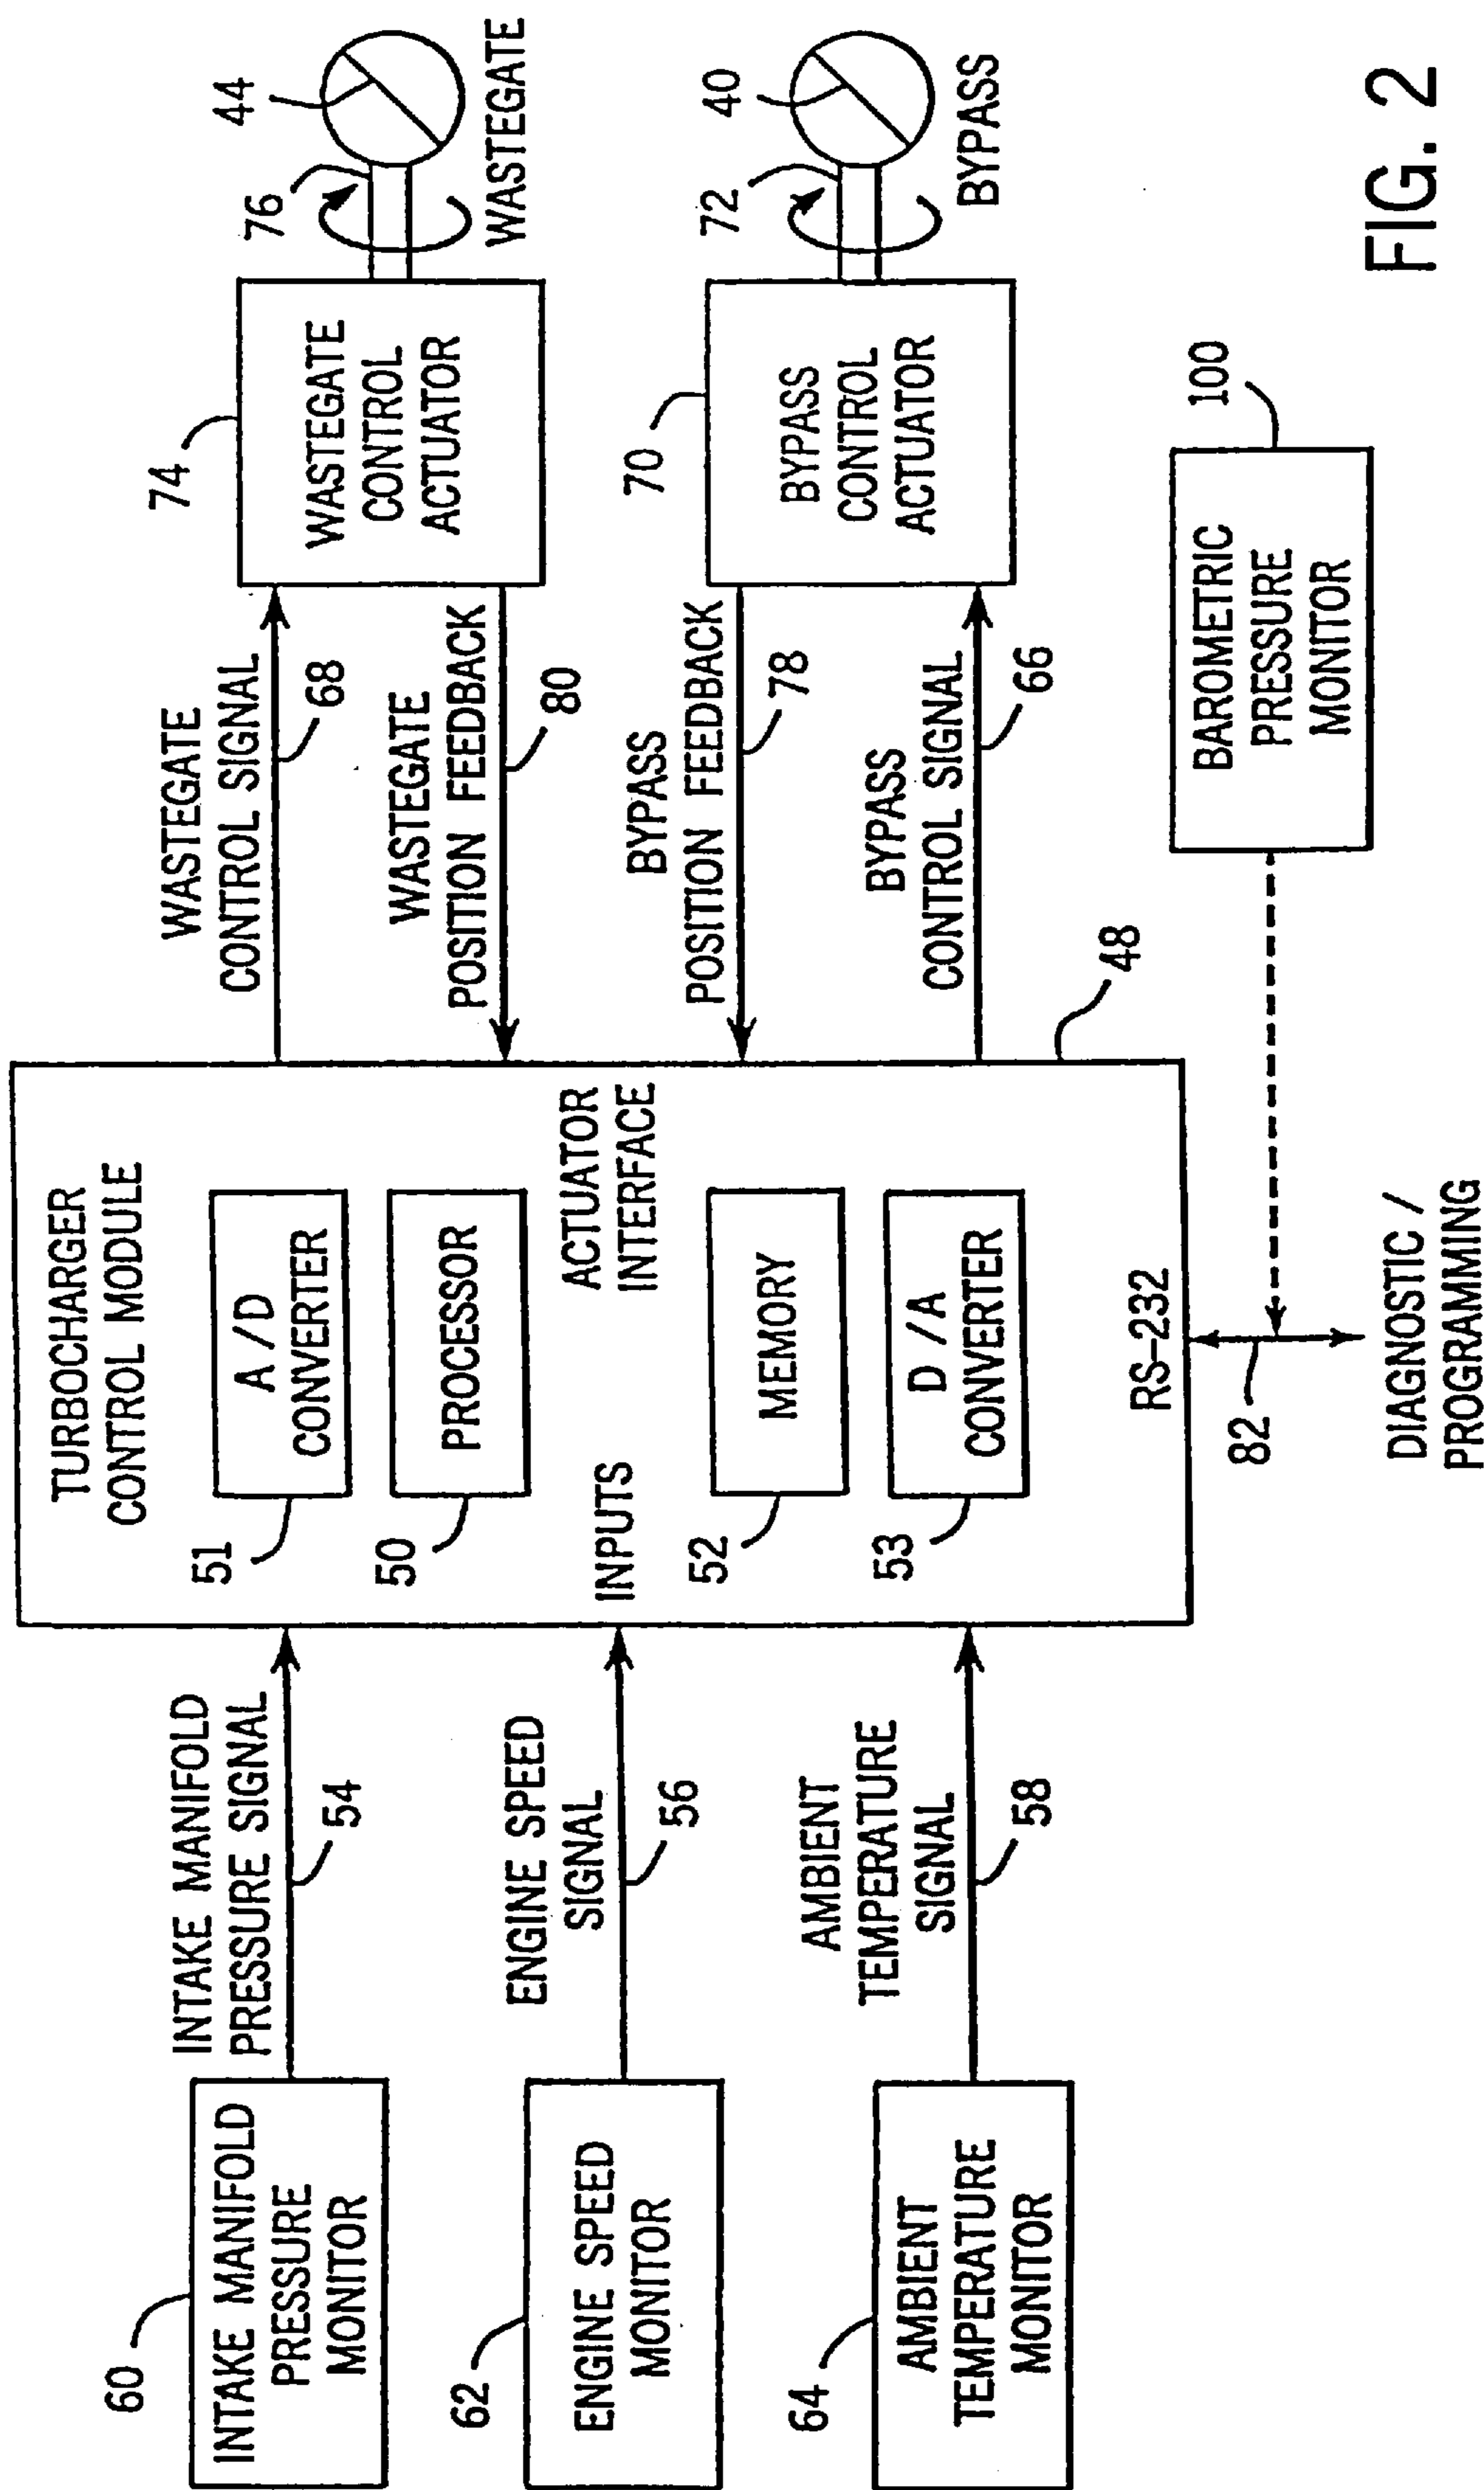 60
INTAKE MANIFOLD
PRESSURE
MONITOR
INTAKE MANIFOLD
PRESSURE SIGNAL
54
62
ENGINE SPEED
MONITOR
ENGINE SPEED
SIGNAL
56
64
AMBIENT
TEMPERATURE
MONITOR
AMBIENT
TEMPERATURE
SIGNAL
58
TURBOCHARGER
CONTROL MODULE
51
A/D
CONVERTER
50
PROCESSOR
INPUTS
ACTUATOR
INTERFACE
52
MEMORY
53
D/A
CONVERTER
RS-232
48
82
DIAGNOSTIC /
PROGRAMMING
WASTEGATE
CONTROL SIGNAL
68
WASTEGATE
POSITION FEEDBACK
80
BYPASS
POSITION FEEDBACK
78
BYPASS
CONTROL SIGNAL
66
74
WASTEGATE
CONTROL
ACTUATOR
76
44
WASTEGATE
70
BYPASS
CONTROL
ACTUATOR
72
40
BYPASS
100
BAROMETRIC
PRESSURE
MONITOR
FIG. 2